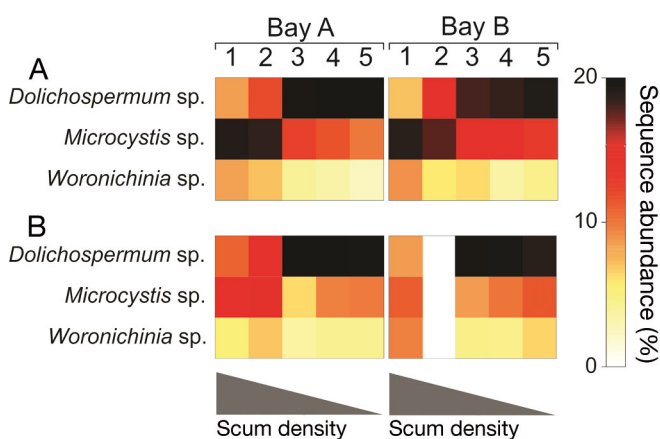 Bay A Bay B
1 2 3 4 5 1 2 3 4 5
A
Dolichospermum sp.
Microcystis sp.
Woronichinia sp.
B
Dolichospermum sp.
Microcystis sp.
Woronichinia sp.
Scum density Scum density
20
10
0
Sequence abundance (%)